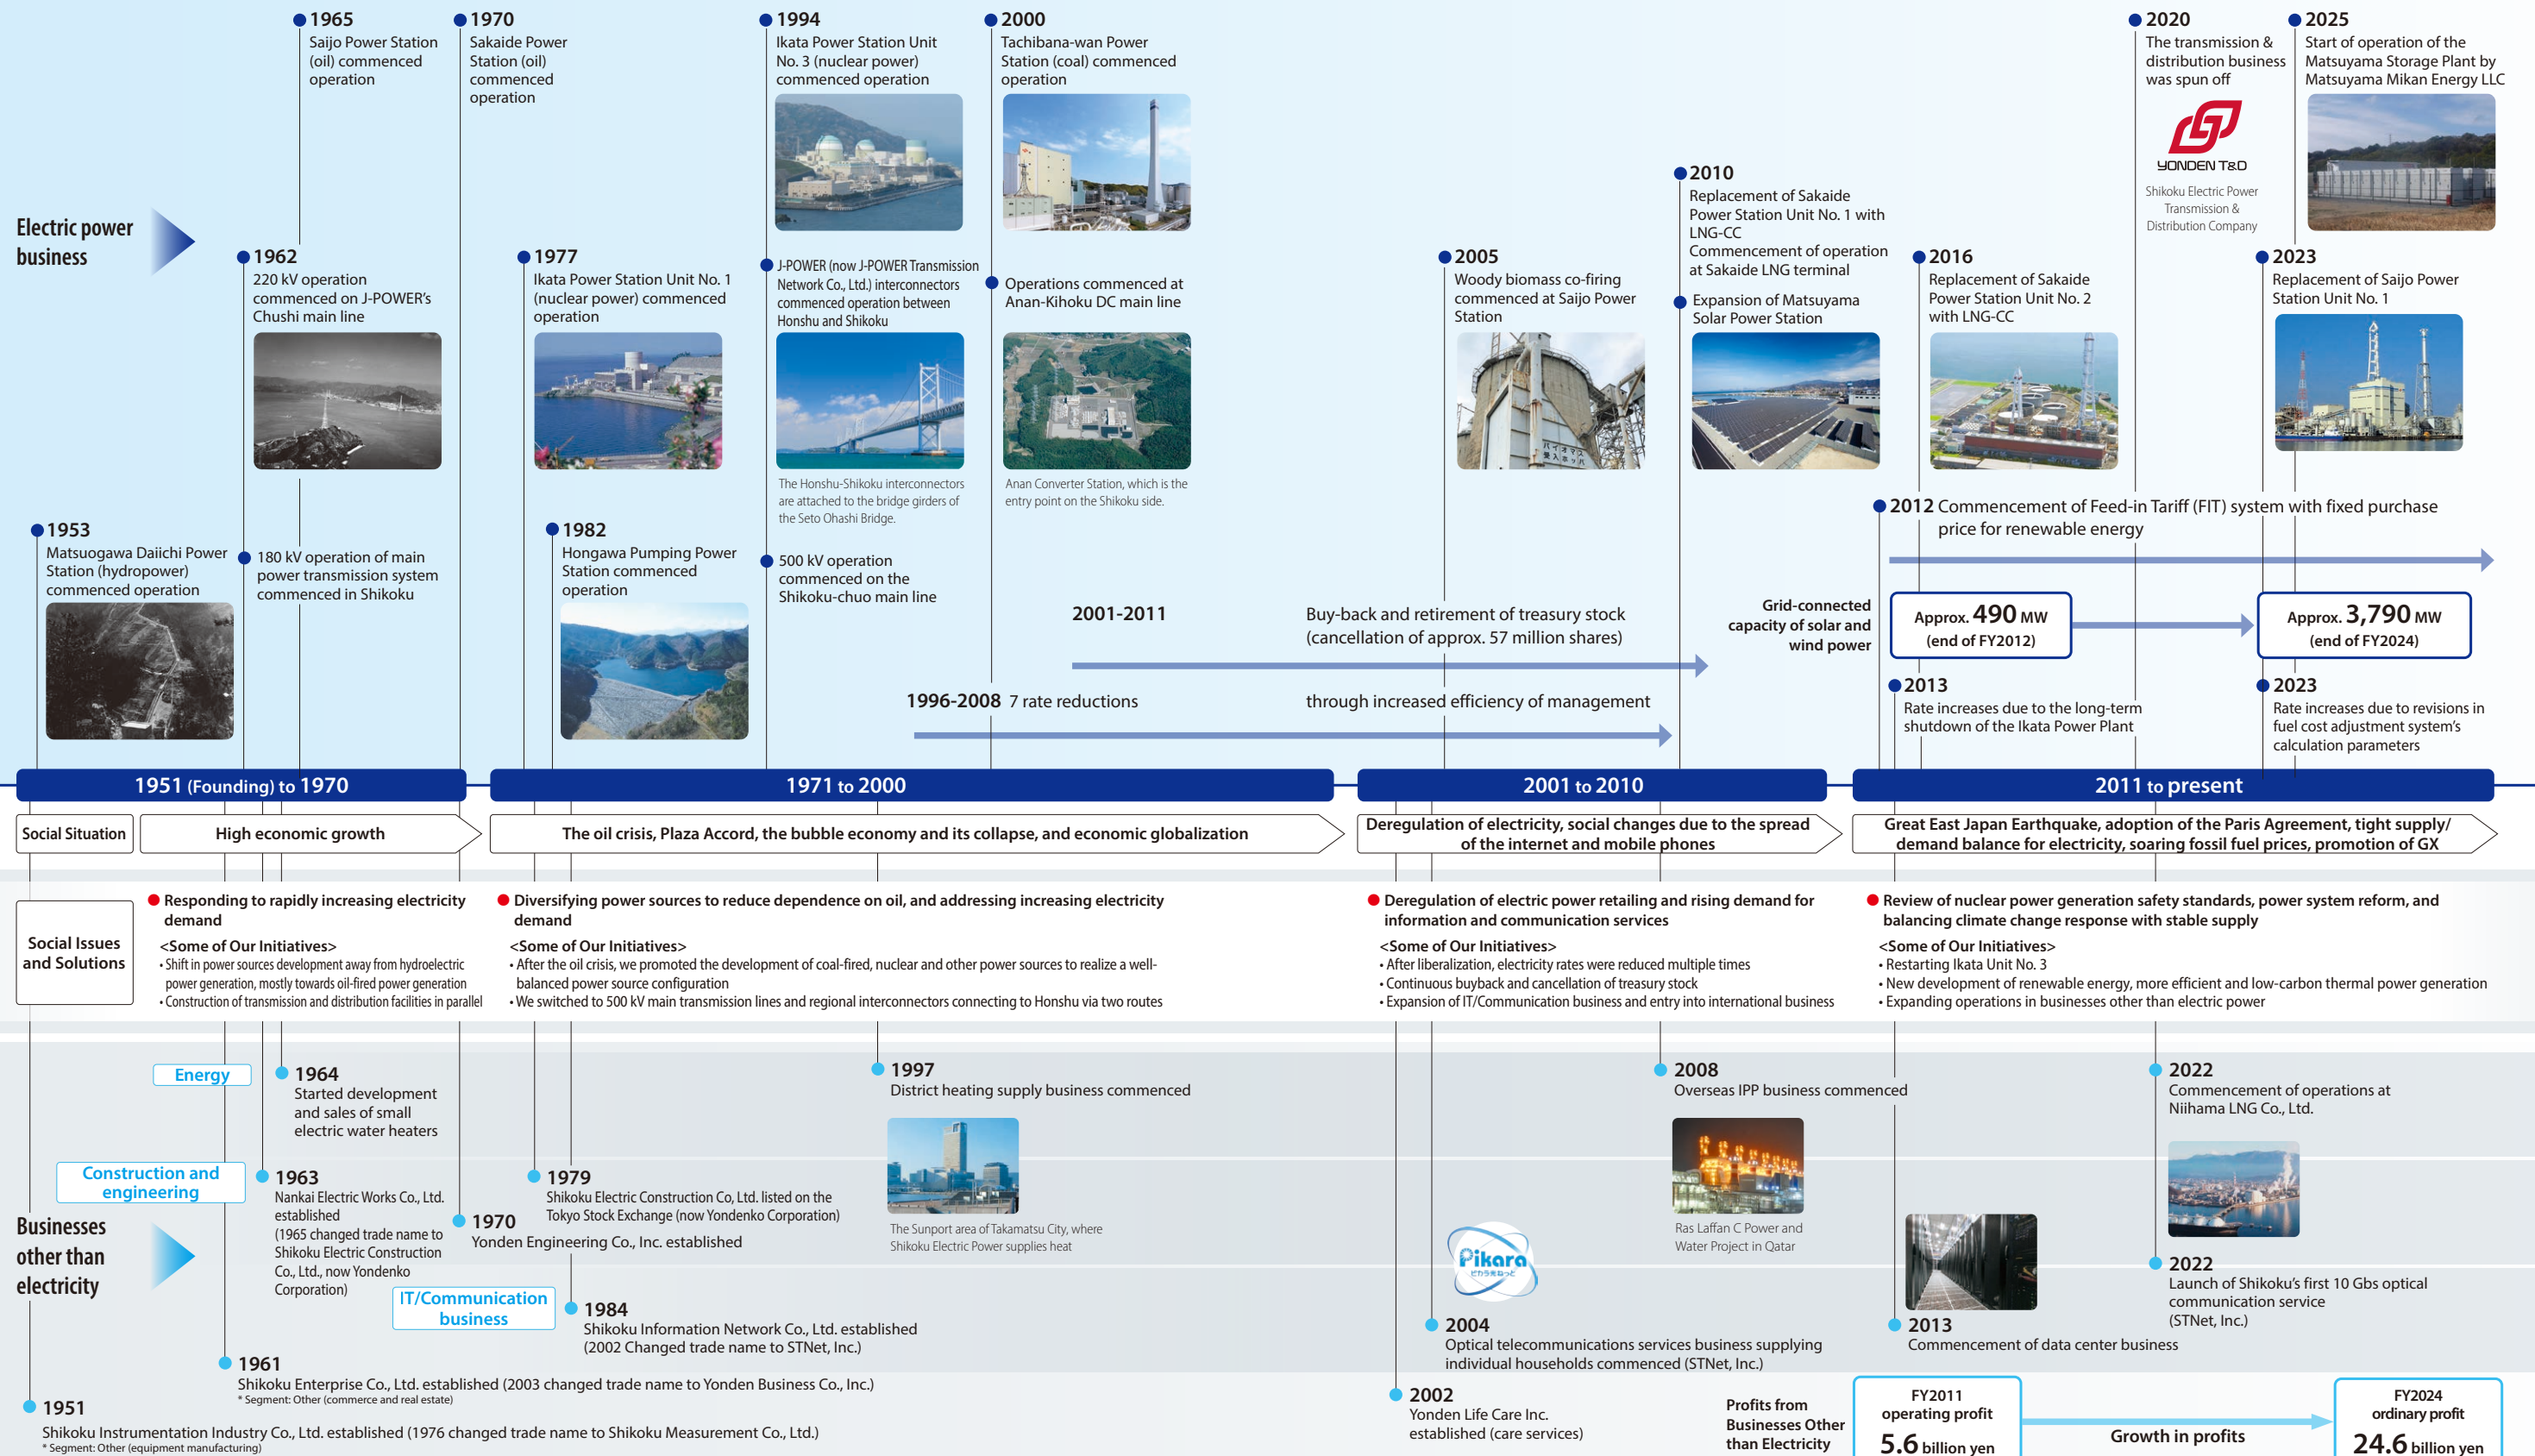 Electric power
business
1965
Saijo Power Station
(oil) commenced
operation
1970
Sakaide Power
Station (oil)
commenced
operation
1994
Ikata Power Station Unit
No. 3 (nuclear power)
commenced operation
2000
Tachibana-wan Power
Station (coal) commenced
operation
2020
The transmission &
distribution business
was spun off
YONDEN T&D
Shikoku Electric Power
Transmission &
Distribution Company
2025
Start of operation of the
Matsuyama Storage Plant by
Matsuyama Mikan Energy LLC
1962
220 kV operation
commenced on J-POWER’s
Chushi main line
1977
Ikata Power Station Unit No. 1
(nuclear power) commenced
operation
J-POWER (now J-POWER Transmission
Network Co., Ltd.) interconnectors
commenced operation between
Honshu and Shikoku
The Honshu-Shikoku interconnectors
are attached to the bridge girders of
the Seto Ohashi Bridge.
Operations commenced at
Anan-Kihoku DC main line
Anan Converter Station, which is the
entry point on the Shikoku side.
2005
Woody biomass co-firing
commenced at Saijo Power
Station
バイオマス
受入ホッパ
2010
Replacement of Sakaide
Power Station Unit No. 1 with
LNG-CC
Commencement of operation
at Sakaide LNG terminal
Expansion of Matsuyama
Solar Power Station
2016
Replacement of Sakaide
Power Station Unit No. 2
with LNG-CC
2023
Replacement of Saijo Power
Station Unit No. 1
1953
Matsuogawa Daiichi Power
Station (hydropower)
commenced operation
180 kV operation of main
power transmission system
commenced in Shikoku
1982
Hongawa Pumping Power
Station commenced
operation
500 kV operation
commenced on the
Shikoku-chuo main line
2012 Commencement of Feed-in Tariff (FIT) system with fixed purchase
price for renewable energy
2001-2011 Buy-back and retirement of treasury stock
(cancellation of approx. 57 million shares)
1996-2008 7 rate reductions through increased efficiency of management
Grid-connected
capacity of solar and
wind power
Approx. 490 MW
(end of FY2012)
Approx. 3,790 MW
(end of FY2024)
2013
Rate increases due to the long-term
shutdown of the Ikata Power Plant
2023
Rate increases due to revisions in
fuel cost adjustment system’s
calculation parameters
1951 (Founding) to 1970
1971 to 2000
2001 to 2010
2011 to present
Social Situation
High economic growth
The oil crisis, Plaza Accord, the bubble economy and its collapse, and economic globalization
Deregulation of electricity, social changes due to the spread
of the internet and mobile phones
Great East Japan Earthquake, adoption of the Paris Agreement, tight supply/
demand balance for electricity, soaring fossil fuel prices, promotion of GX
Social Issues
and Solutions
● Responding to rapidly increasing electricity
demand
<Some of Our Initiatives>
• Shift in power sources development away from hydroelectric
power generation, mostly towards oil-fired power generation
• Construction of transmission and distribution facilities in parallel
● Diversifying power sources to reduce dependence on oil, and addressing increasing electricity
demand
<Some of Our Initiatives>
• After the oil crisis, we promoted the development of coal-fired, nuclear and other power sources to realize a well-
balanced power source configuration
• We switched to 500 kV main transmission lines and regional interconnectors connecting to Honshu via two routes
● Deregulation of electric power retailing and rising demand for
information and communication services
<Some of Our Initiatives>
• After liberalization, electricity rates were reduced multiple times
• Continuous buyback and cancellation of treasury stock
• Expansion of IT/Communication business and entry into international business
● Review of nuclear power generation safety standards, power system reform, and
balancing climate change response with stable supply
<Some of Our Initiatives>
• Restarting Ikata Unit No. 3
• New development of renewable energy, more efficient and low-carbon thermal power generation
• Expanding operations in businesses other than electric power
Businesses
other than
electricity
Energy
1964
Started development
and sales of small
electric water heaters
1997
District heating supply business commenced
The Sunport area of Takamatsu City, where
Shikoku Electric Power supplies heat
2008
Overseas IPP business commenced
Ras Laffan C Power and
Water Project in Qatar
2022
Commencement of operations at
Niihama LNG Co., Ltd.
Construction and
engineering
1963
Nankai Electric Works Co., Ltd.
established
(1965 changed trade name to
Shikoku Electric Construction
Co., Ltd., now Yondenko
Corporation)
1970
Yonden Engineering Co., Inc. established
1979
Shikoku Electric Construction Co, Ltd. listed on the
Tokyo Stock Exchange (now Yondenko Corporation)
IT/Communication
business
1984
Shikoku Information Network Co., Ltd. established
(2002 Changed trade name to STNet, Inc.)
Pikara
ピカラ光ねっと
2004
Optical telecommunications services business supplying
individual households commenced (STNet, Inc.)
2013
Commencement of data center business
2022
Launch of Shikoku’s first 10 Gbs optical
communication service
(STNet, Inc.)
1961
Shikoku Enterprise Co., Ltd. established (2003 changed trade name to Yonden Business Co., Inc.)
* Segment: Other (commerce and real estate)
1951
Shikoku Instrumentation Industry Co., Ltd. established (1976 changed trade name to Shikoku Measurement Co., Ltd.)
* Segment: Other (equipment manufacturing)
2002
Yonden Life Care Inc.
established (care services)
Profits from
Businesses Other
than Electricity
FY2011
operating profit
5.6 billion yen
Growth in profits
FY2024
ordinary profit
24.6 billion yen